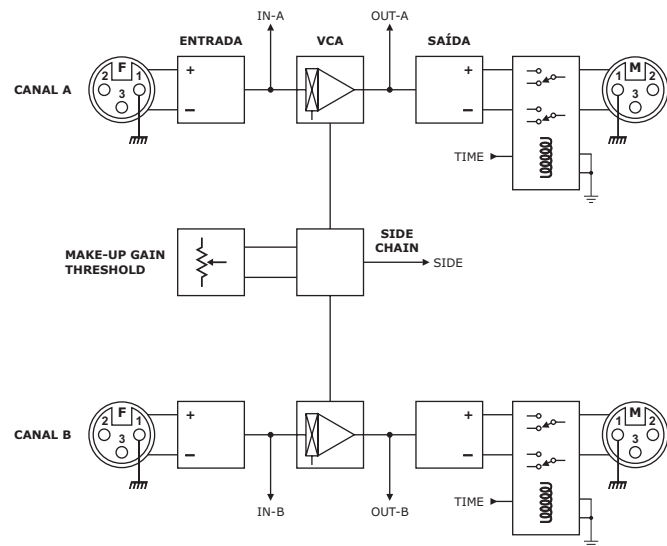 IN-A OUT-A
ENTRADA VCA SAÍDA
F M
2 1 1 2
3 3
+ +
CANAL A
− −
TIME
MAKE-UP GAIN
THRESHOLD
SIDE
CHAIN
SIDE
F M
2 1 1 2
3 3
+ +
CANAL B
− −
TIME
IN-B OUT-B